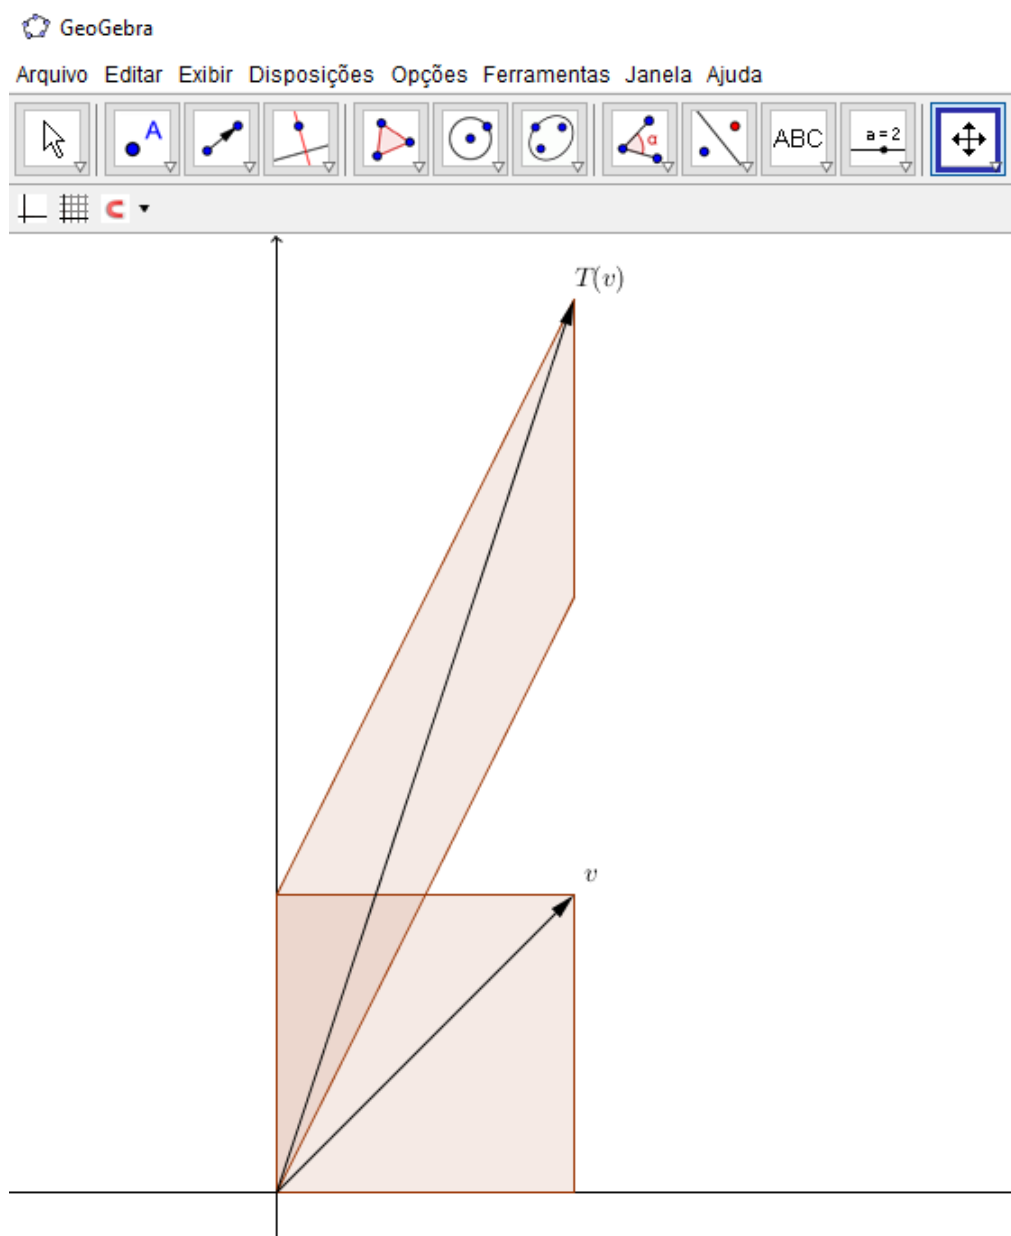 GeoGebra
Arquivo Editar Exibir Disposições Opções Ferramentas Janela Ajuda
A α ABC a = 2
T(v)
v